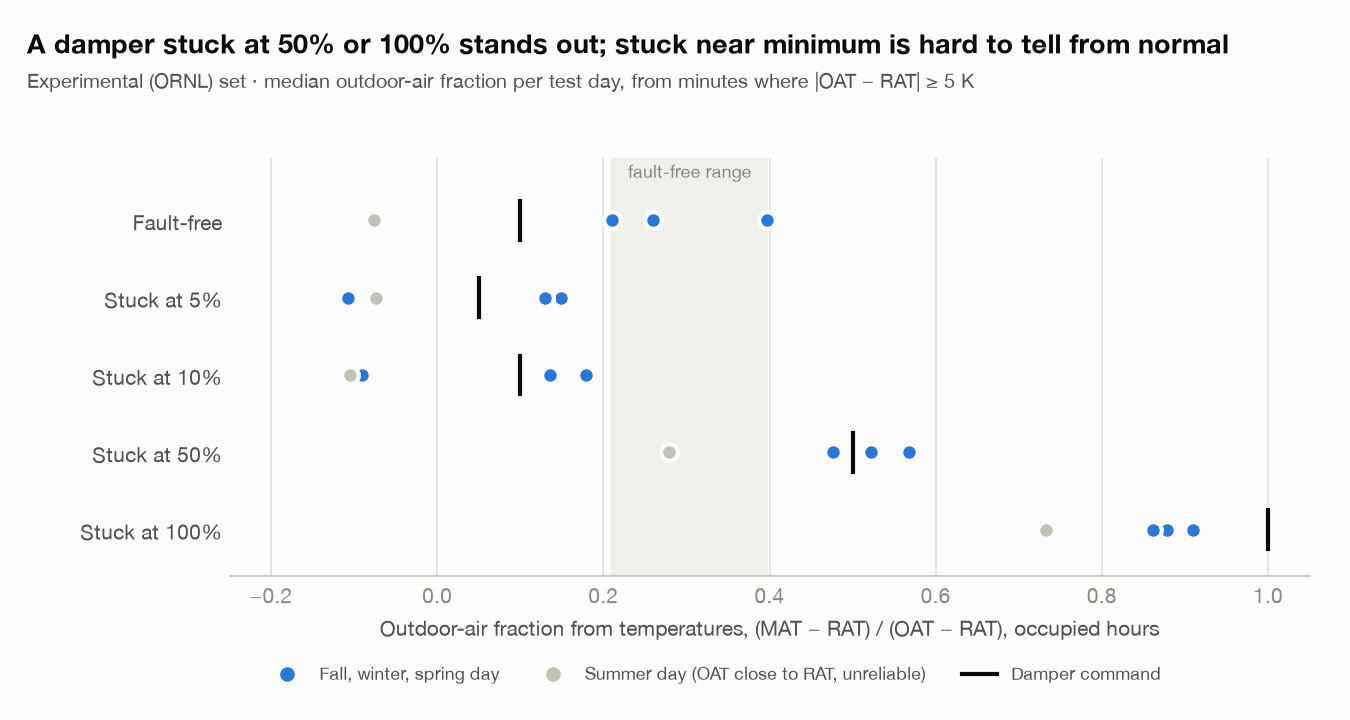 A damper stuck at 50% or 100% stands out; stuck near minimum is hard to tell from normal
Experimental (ORNL) set · median outdoor-air fraction per test day, from minutes where |OAT − RAT| ≥ 5 K
fault-free range
Fault-free
Stuck at 5%
Stuck at 10%
Stuck at 50%
Stuck at 100%
−0.2 0.0 0.2 0.4 0.6 0.8 1.0
Outdoor-air fraction from temperatures, (MAT − RAT) / (OAT − RAT), occupied hours
Fall, winter, spring day Summer day (OAT close to RAT, unreliable) Damper command